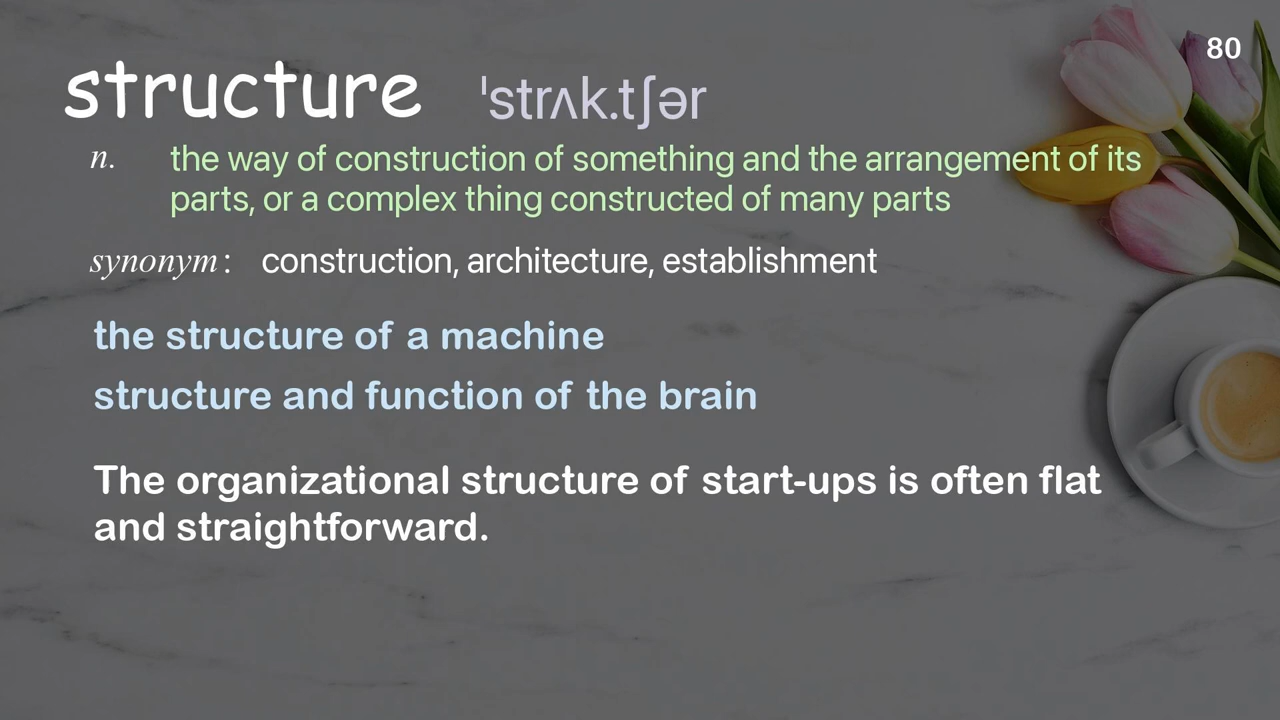 80
structure ˈstrʌk.tʃər
n. the way of construction of something and the arrangement of its
parts, or a complex thing constructed of many parts
synonym: construction, architecture, establishment
the structure of a machine
structure and function of the brain
The organizational structure of start-ups is often flat
and straightforward.